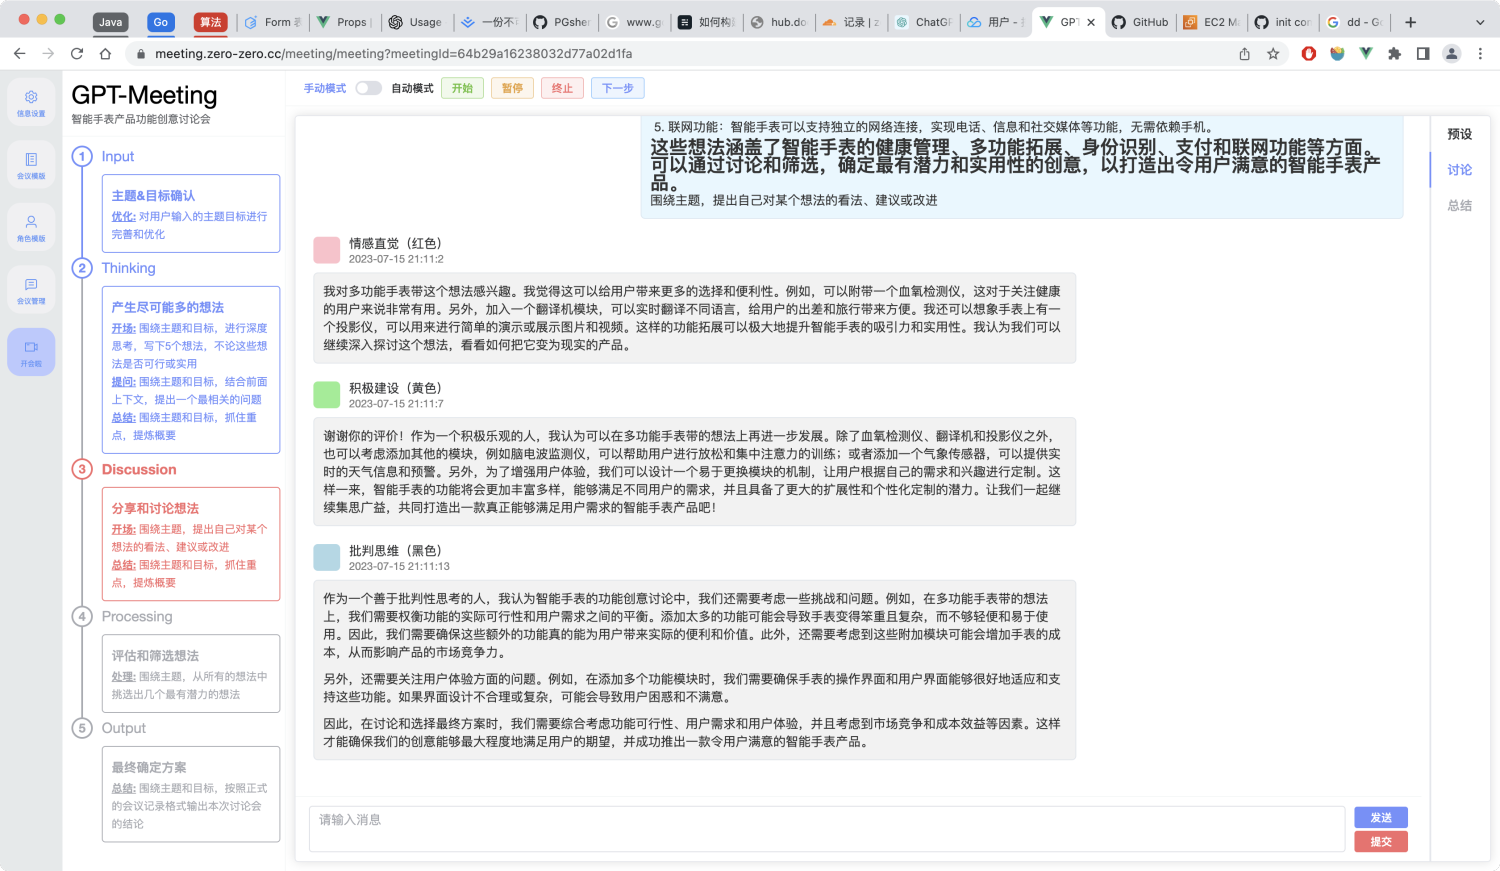 Java
Go
算法
Form 表
Props |
Usage
一份不
PGsher
www.g
如何构
hub.do
记录 | z
ChatGP
用户 -
GPT
GitHub
EC2 M
init con
dd - Go
meeting.zero-zero.cc/meeting/meeting?meetingId=64b29a16238032d77a02d1fa
信息设置
会议模版
角色模版
会议管理
开会啦
GPT-Meeting
智能手表产品功能创意讨论会
1 Input
主题&目标确认
优化: 对用户输入的主题目标进行
完善和优化
2 Thinking
产生尽可能多的想法
开场: 围绕主题和目标，进行深度
思考，写下5个想法，不论这些想
法是否可行或实用
提问: 围绕主题和目标，结合前面
上下文，提出一个最相关的问题
总结: 围绕主题和目标，抓住重
点，提炼概要
3 Discussion
分享和讨论想法
开场: 围绕主题，提出自己对某个
想法的看法、建议或改进
总结: 围绕主题和目标，抓住重
点，提炼概要
4 Processing
评估和筛选想法
处理: 围绕主题，从所有的想法中
挑选出几个最有潜力的想法
5 Output
最终确定方案
总结: 围绕主题和目标，按照正式
的会议记录格式输出本次讨论会
的结论
手动模式 自动模式 开始 暂停 终止 下一步
5. 联网功能：智能手表可以支持独立的网络连接，实现电话、信息和社交媒体等功能，无需依赖手机。
这些想法涵盖了智能手表的健康管理、多功能拓展、身份识别、支付和联网功能等方面。
可以通过讨论和筛选，确定最有潜力和实用性的创意，以打造出令用户满意的智能手表产
品。
围绕主题，提出自己对某个想法的看法、建议或改进
情感直觉（红色）
2023-07-15 21:11:2
我对多功能手表带这个想法感兴趣。我觉得这可以给用户带来更多的选择和便利性。例如，可以附带一个血氧检测仪，这对于关注健康
的用户来说非常有用。另外，加入一个翻译机模块，可以实时翻译不同语言，给用户的出差和旅行带来方便。我还可以想象手表上有一
个投影仪，可以用来进行简单的演示或展示图片和视频。这样的功能拓展可以极大地提升智能手表的吸引力和实用性。我认为我们可以
继续深入探讨这个想法，看看如何把它变为现实的产品。
积极建设（黄色）
2023-07-15 21:11:7
谢谢你的评价！作为一个积极乐观的人，我认为可以在多功能手表带的想法上再进一步发展。除了血氧检测仪、翻译机和投影仪之外，
也可以考虑添加其他的模块，例如脑电波监测仪，可以帮助用户进行放松和集中注意力的训练；或者添加一个气象传感器，可以提供实
时的天气信息和预警。另外，为了增强用户体验，我们可以设计一个易于更换模块的机制，让用户根据自己的需求和兴趣进行定制。这
样一来，智能手表的功能将会更加丰富多样，能够满足不同用户的需求，并且具备了更大的扩展性和个性化定制的潜力。让我们一起继
续集思广益，共同打造出一款真正能够满足用户需求的智能手表产品吧！
批判思维（黑色）
2023-07-15 21:11:13
作为一个善于批判性思考的人，我认为智能手表的功能创意讨论中，我们还需要考虑一些挑战和问题。例如，在多功能手表带的想法
上，我们需要权衡功能的实际可行性和用户需求之间的平衡。添加太多的功能可能会导致手表变得笨重且复杂，而不够轻便和易于使
用。因此，我们需要确保这些额外的功能真的能为用户带来实际的便利和价值。此外，还需要考虑到这些附加模块可能会增加手表的成
本，从而影响产品的市场竞争力。
另外，还需要关注用户体验方面的问题。例如，在添加多个功能模块时，我们需要确保手表的操作界面和用户界面能够很好地适应和支
持这些功能。如果界面设计不合理或复杂，可能会导致用户困惑和不满意。
因此，在讨论和选择最终方案时，我们需要综合考虑功能可行性、用户需求和用户体验，并且考虑到市场竞争和成本效益等因素。这样
才能确保我们的创意能够最大程度地满足用户的期望，并成功推出一款令用户满意的智能手表产品。
请输入消息
发送
提交
预设
讨论
总结